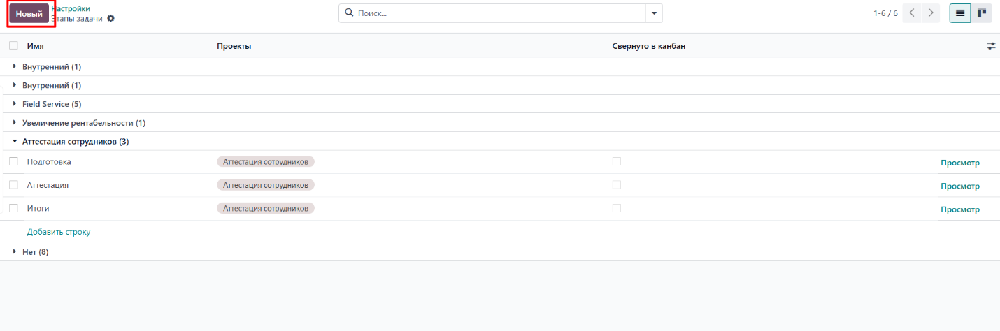 Новый
Настройки
Этапы задачи
Поиск...
1-6 / 6
Имя Проекты Свернуто в канбан
Внутренний (1)
Внутренний (1)
Field Service (5)
Увеличение рентабельности (1)
Аттестация сотрудников (3)
Подготовка Аттестация сотрудников Просмотр
Аттестация Аттестация сотрудников Просмотр
Итоги Аттестация сотрудников Просмотр
Добавить строку
Нет (8)